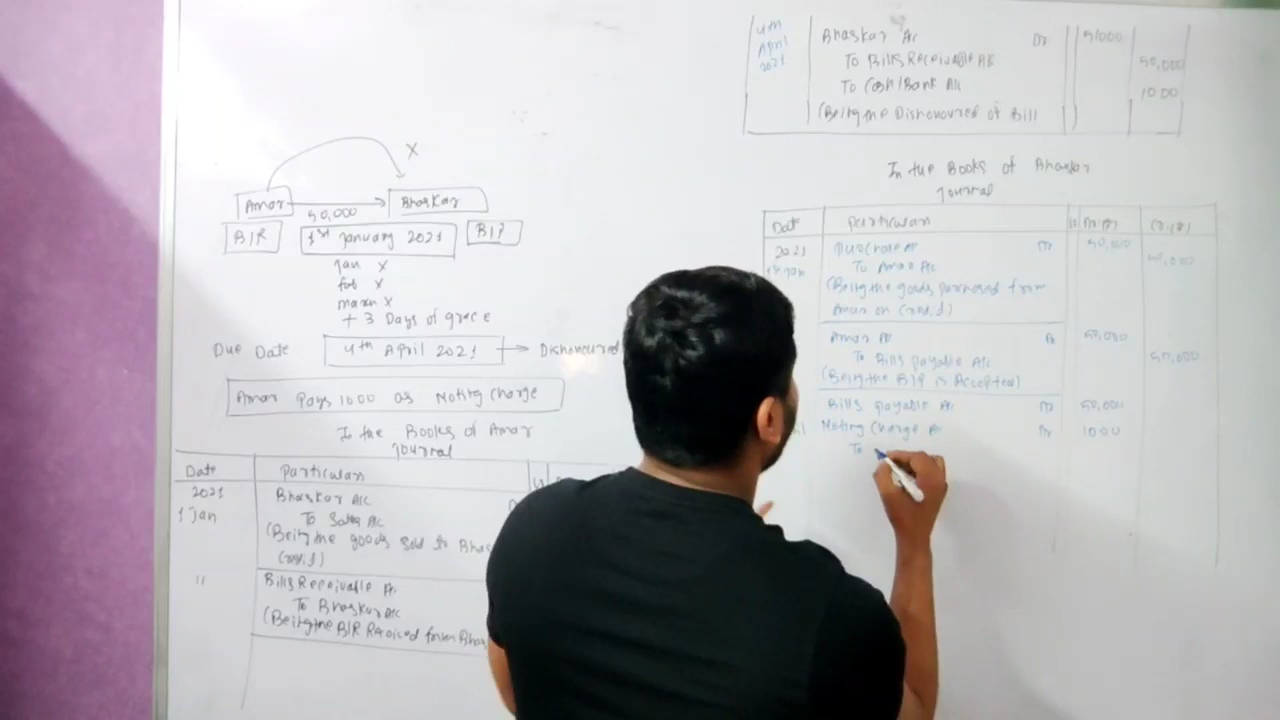 X
Amar
50,000
Bhaskar
B/R
1st January 2021
B/P
Jan X
feb X
march X
+ 3 Days of grace
Due Date
4th April 2021
Dishonoured
Amar Pays 1000 as Noting Charge
In the Books of Amar
Journal
Date
particulars
2021
1 Jan
Bhaskar A/c
To Sales A/c
(Being the goods sold to Bhas
"
Bills Receivable A/c
To Bhaskar A/c
(Being the B/R Received from Bhas
4th
April
2021
Bhaskar A/c Dr 51000
To Bills Receivable A/c 50,000
To Cash/Bank A/c 1000
(Being the Dishonoured of Bill
In the Books of Bhaskar
Journal
Date
particulars
2021
Purchase A/c Dr 50,000
To Amar A/c 50,000
(Being the goods purchased from
Amar on
Amar A/c Dr 50,000
To Bills payable A/c 50,000
(Being the B/P is Accepted)
Bills payable A/c Dr 50,000
Noting Charge A/c Dr 1000
To